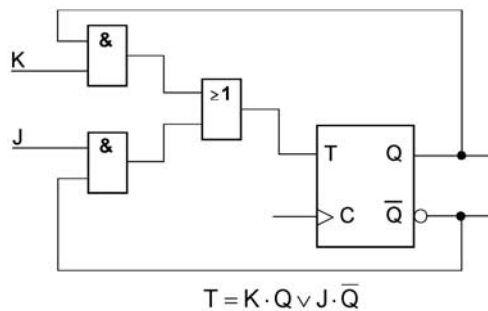 &
K
≥1
J
&
T Q
C Q̅
T = K · Q ∨ J · Q̅